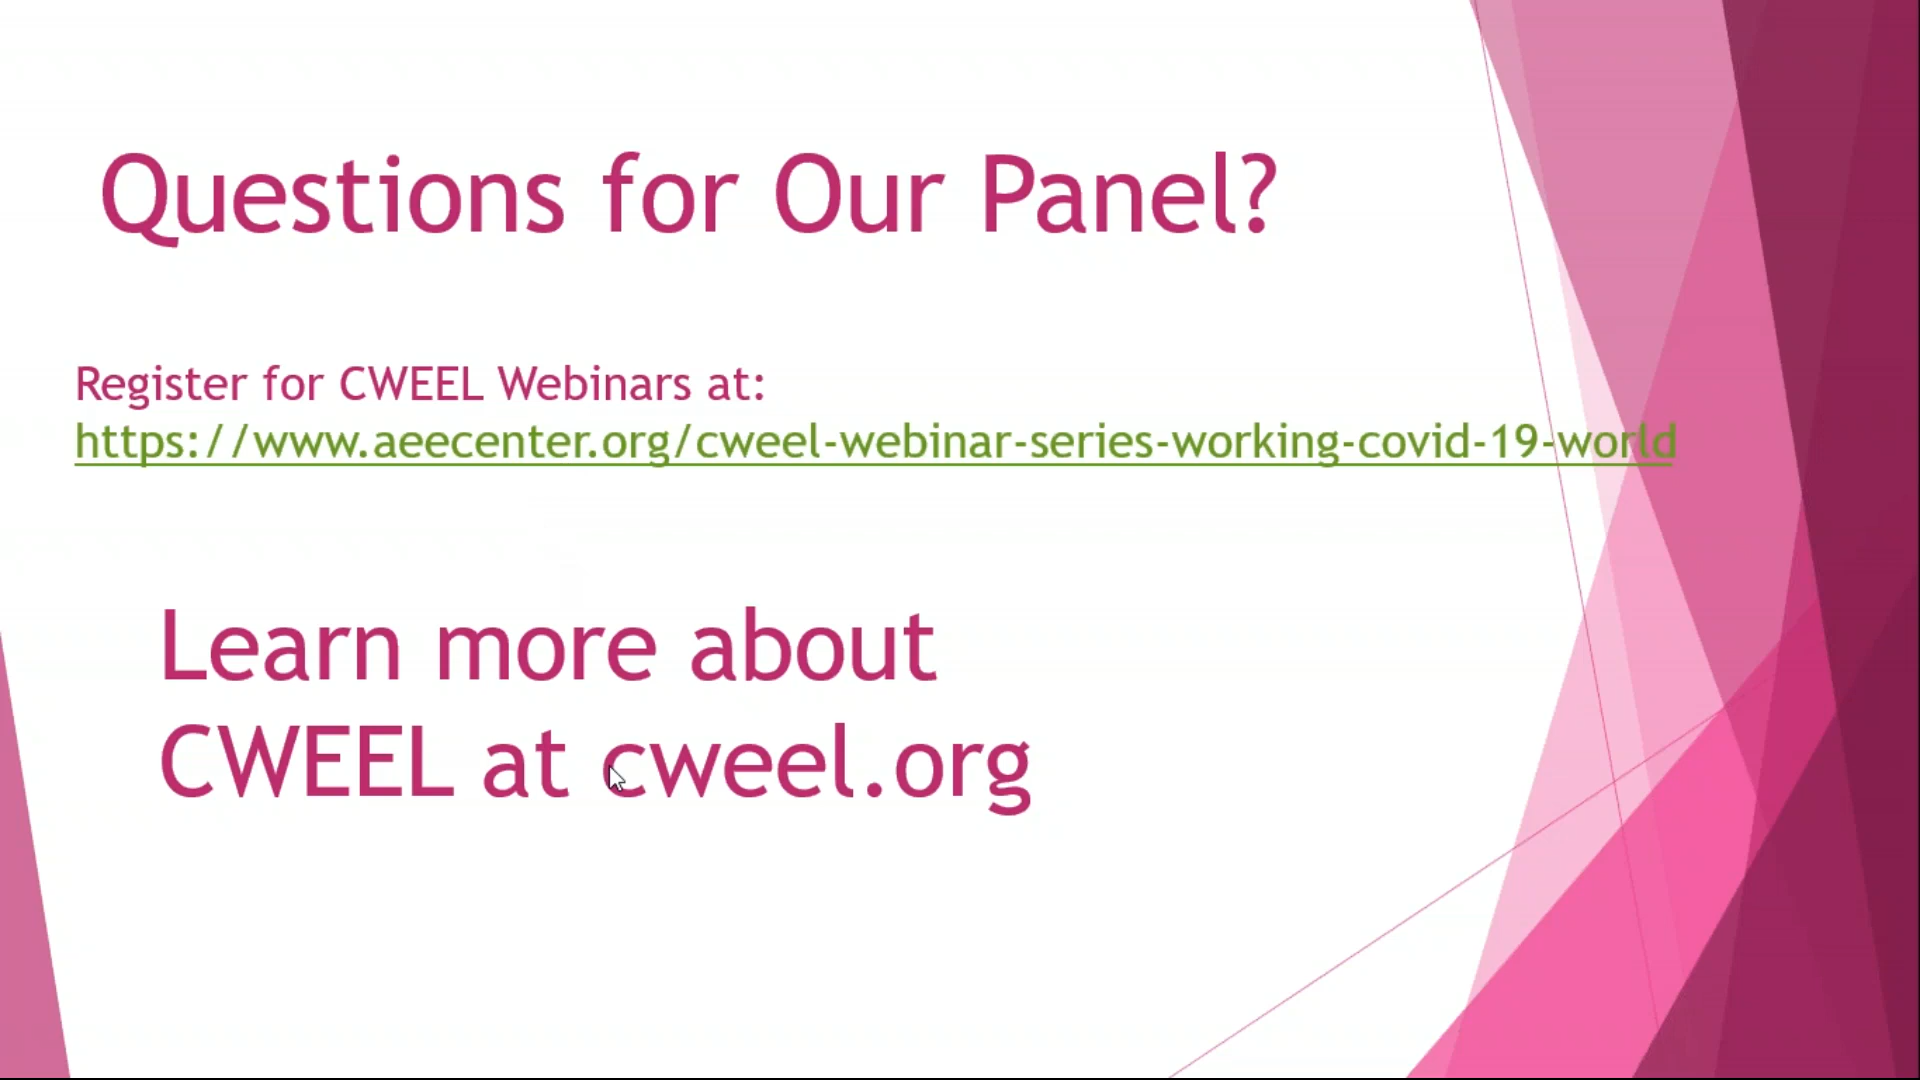 Questions for Our Panel?
Register for CWEEL Webinars at:
https://www.aeecenter.org/cweel-webinar-series-working-covid-19-world
Learn more about
CWEEL at cweel.org